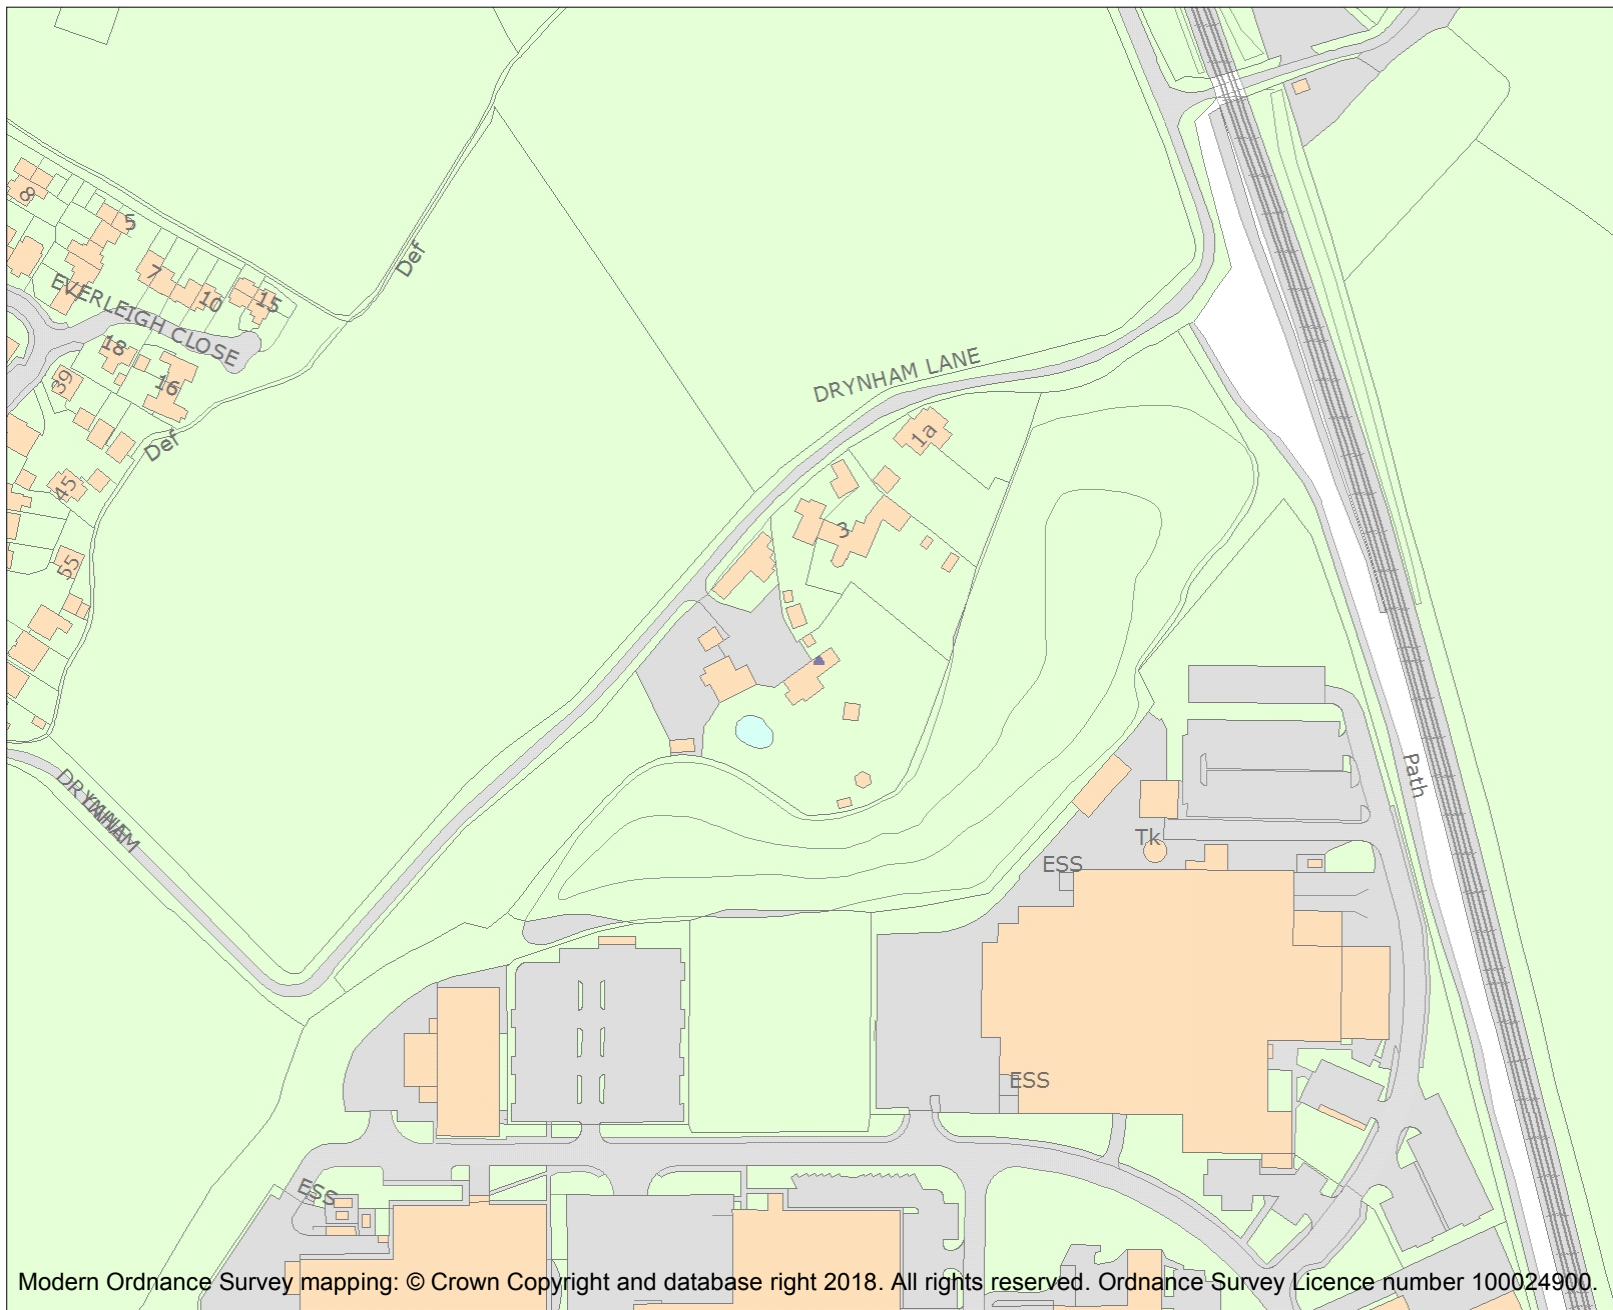 8
5
Def
7
EVERLEIGH CLOSE
10
15
18
16
39
DRYNHAM LANE
1a
Def
45
3
55
Path
DRYNHAM
LANE
Tk
ESS
ESS
ESS
Modern Ordnance Survey mapping: © Crown Copyright and database right 2018. All rights reserved. Ordnance Survey Licence number 100024900.